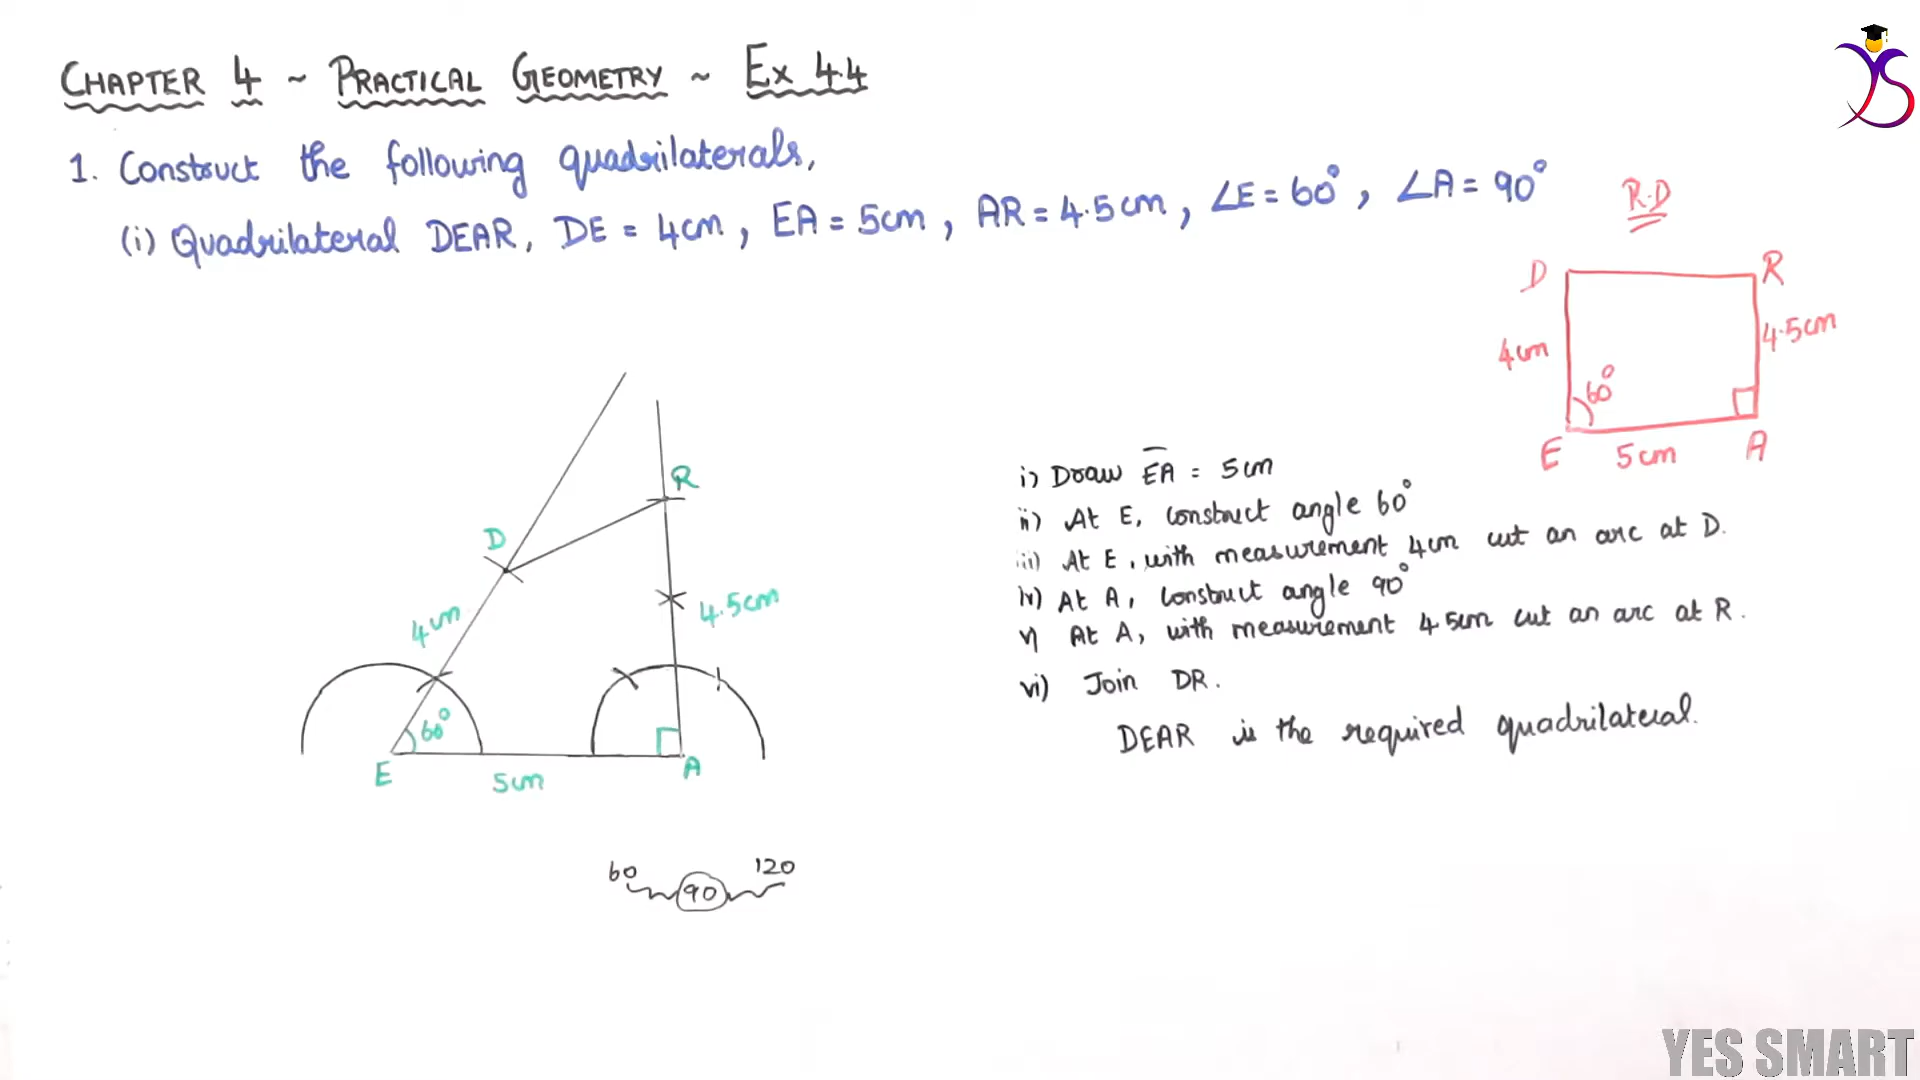 CHAPTER 4 ~ PRACTICAL GEOMETRY ~ Ex 4.4
1. Construct the following quadrilaterals,
(i) Quadrilateral DEAR, DE = 4cm, EA = 5cm, AR = 4.5cm, ∠E = 60°, ∠A = 90°
R.D
D R
4cm 4.5cm
60°
E 5cm A
R
D
4cm 4.5cm
60°
E 5cm A
60 90 120
i) Draw EA = 5cm
ii) At E, construct angle 60°
iii) At E, with measurement 4cm cut an arc at D.
iv) At A, construct angle 90°
v) At A, with measurement 4.5cm cut an arc at R.
vi) Join DR.
DEAR is the required quadrilateral.
YS
YES SMART